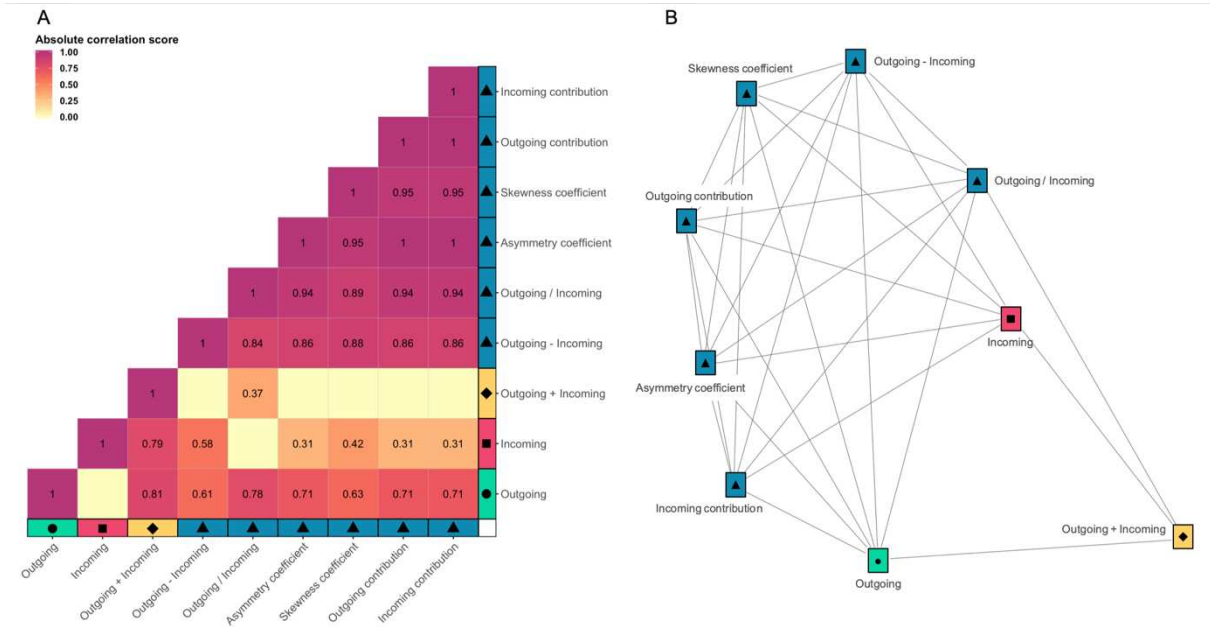 A
Absolute correlation score
1.00
0.75
0.50
0.25
0.00
1 Incoming contribution
1 1 Outgoing contribution
1 0.95 0.95 Skewness coefficient
1 0.95 1 1 Asymmetry coefficient
1 0.94 0.89 0.94 0.94 Outgoing / Incoming
1 0.84 0.86 0.88 0.86 0.86 Outgoing - Incoming
1 0.37 Outgoing + Incoming
1 0.79 0.58 0.31 0.42 0.31 0.31 Incoming
1 0.81 0.61 0.78 0.71 0.63 0.71 0.71 Outgoing
Outgoing
Incoming
Outgoing + Incoming
Outgoing - Incoming
Outgoing / Incoming
Asymmetry coefficient
Skewness coefficient
Outgoing contribution
Incoming contribution
B
Outgoing - Incoming
Skewness coefficient
Outgoing / Incoming
Outgoing contribution
Incoming
Asymmetry coefficient
Incoming contribution
Outgoing + Incoming
Outgoing